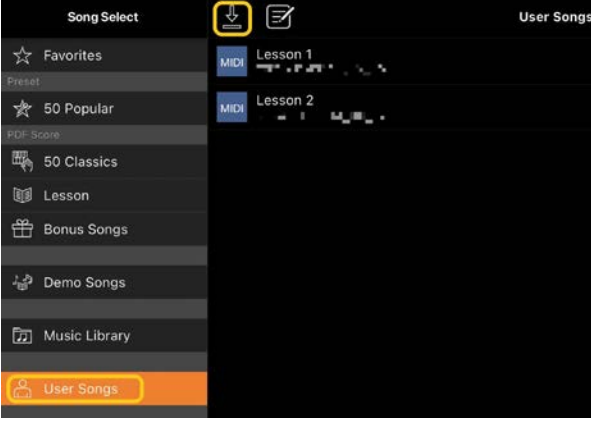 Song Select
User Songs
Favorites
Preset
50 Popular
PDF Score
50 Classics
Lesson
Bonus Songs
Demo Songs
Music Library
User Songs
MIDI Lesson 1
MIDI Lesson 2